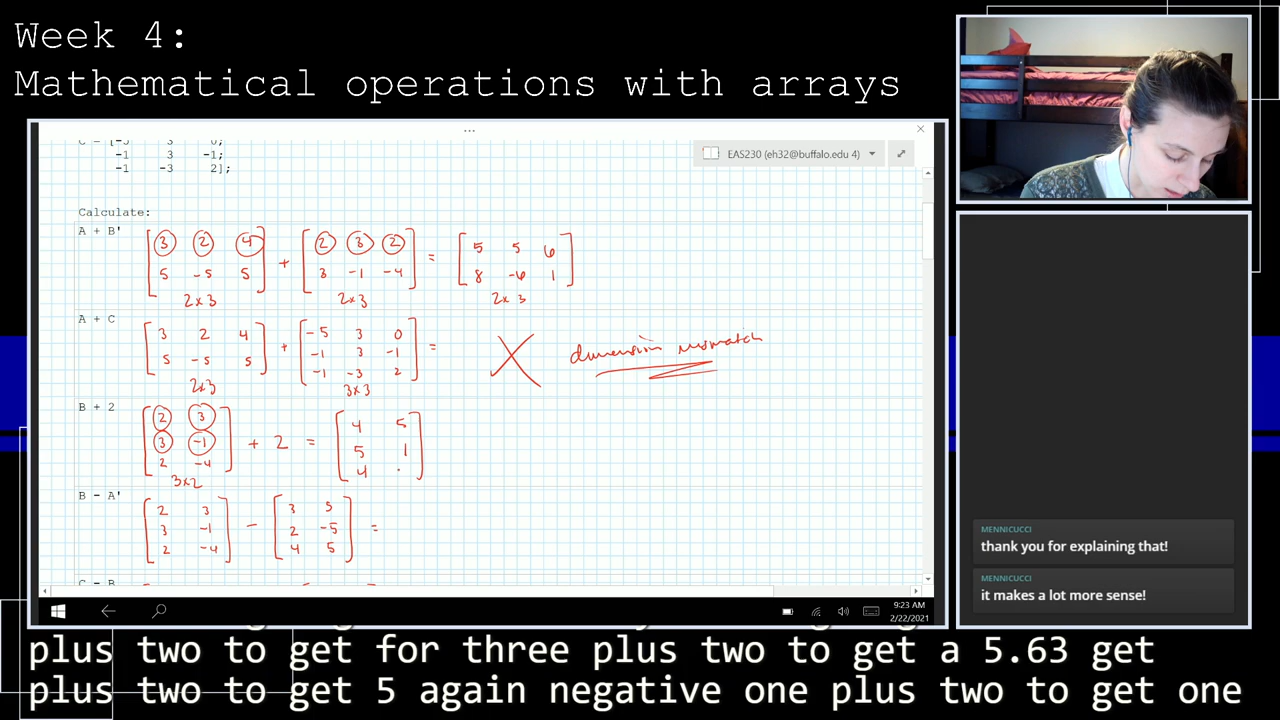 Week 4:
Mathematical operations with arrays
EAS230 (eh32@buffalo.edu 4)
-1 3 -1;
-1 -3 2];
Calculate:
A + B'
3 2 4
5 -5 5
2x3
+
2 3 2
3 -1 -4
2x3
=
5 5 6
8 -6 1
2x3
A + C
3 2 4
5 -5 5
2x3
+
-5 3 0
-1 3 -1
-1 -3 2
3x3
=
X dimension mismatch
B + 2
2 3
3 -1
2 -4
3x2
+ 2 =
4 5
5 1
4
B - A'
2 3
3 -1
2 -4
-
3 5
2 -5
4 5
=
C - B
9:23 AM
2/22/2021
MENNICUCCI
thank you for explaining that!
MENNICUCCI
it makes a lot more sense!
plus two to get for three plus two to get a 5.63 get
plus two to get 5 again negative one plus two to get one